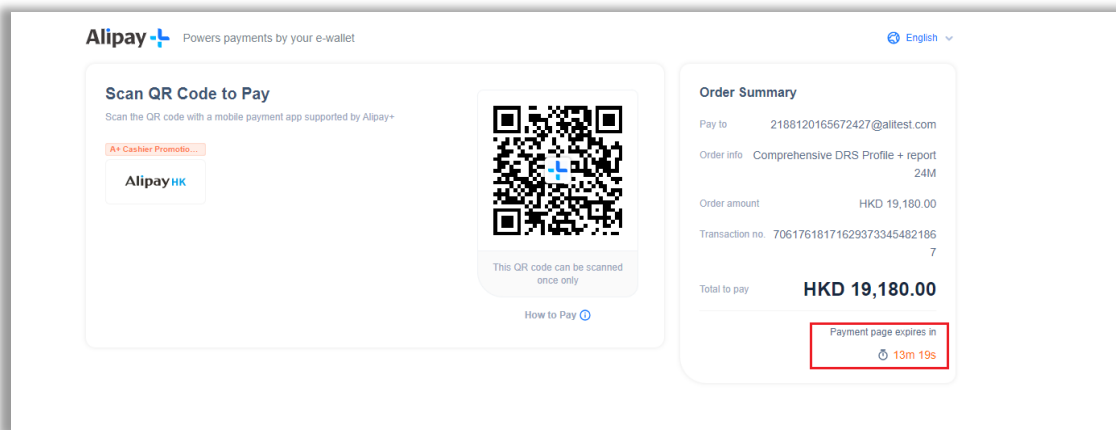 Alipay+ Powers payments by your e-wallet
English
Scan QR Code to Pay
Scan the QR code with a mobile payment app supported by Alipay+
A+ Cashier Promotio...
AlipayHK
This QR code can be scanned
once only
How to Pay
Order Summary
Pay to 2188120165672427@alitest.com
Order info Comprehensive DRS Profile + report
24M
Order amount HKD 19,180.00
Transaction no. 70617618171629373345482186
7
Total to pay HKD 19,180.00
Payment page expires in
13m 19s